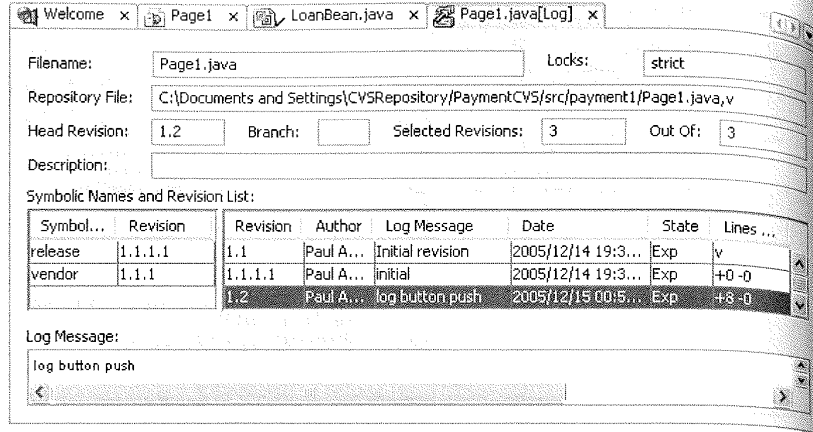 Welcome x Page1 x LoanBean.java x Page1.java[Log] x
Filename: Page1.java Locks: strict
Repository File: C:\Documents and Settings\CVSRepository/PaymentCVS/src/payment1/Page1.java,v
Head Revision: 1.2 Branch: Selected Revisions: 3 Out Of: 3
Description:
Symbolic Names and Revision List:
Symbol... Revision Revision Author Log Message Date State Lines ...
release 1.1.1.1 1.1 Paul A... Initial revision 2005/12/14 19:3... Exp v
vendor 1.1.1 1.1.1.1 Paul A... initial 2005/12/14 19:3... Exp +0 -0
1.2 Paul A... log button push 2005/12/15 00:5... Exp +8 -0
Log Message:
log button push